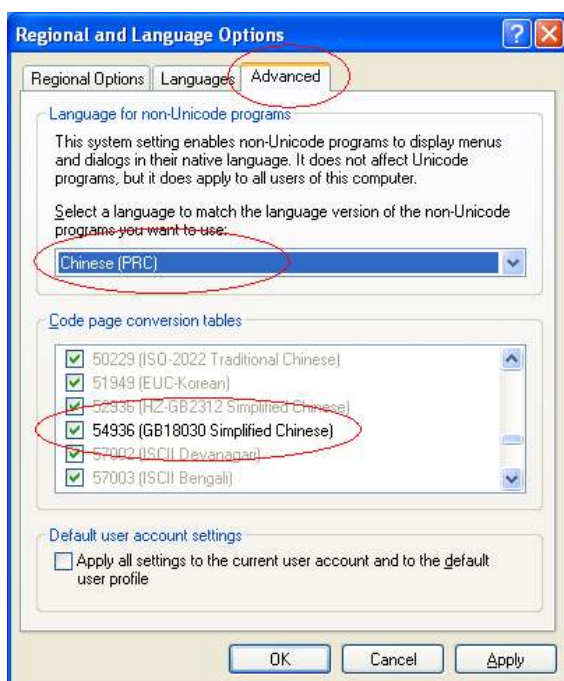 Regional and Language Options
Regional Options Languages Advanced
Language for non-Unicode programs
This system setting enables non-Unicode programs to display menus
and dialogs in their native language. It does not affect Unicode
programs, but it does apply to all users of this computer.
Select a language to match the language version of the non-Unicode
programs you want to use:
Chinese (PRC)
Code page conversion tables
50229 (ISO-2022 Traditional Chinese)
51949 (EUC-Korean)
52936 (HZ-GB2312 Simplified Chinese)
54936 (GB18030 Simplified Chinese)
57002 (ISCII Devanagari)
57003 (ISCII Bengali)
Default user account settings
Apply all settings to the current user account and to the default
user profile
OK Cancel Apply